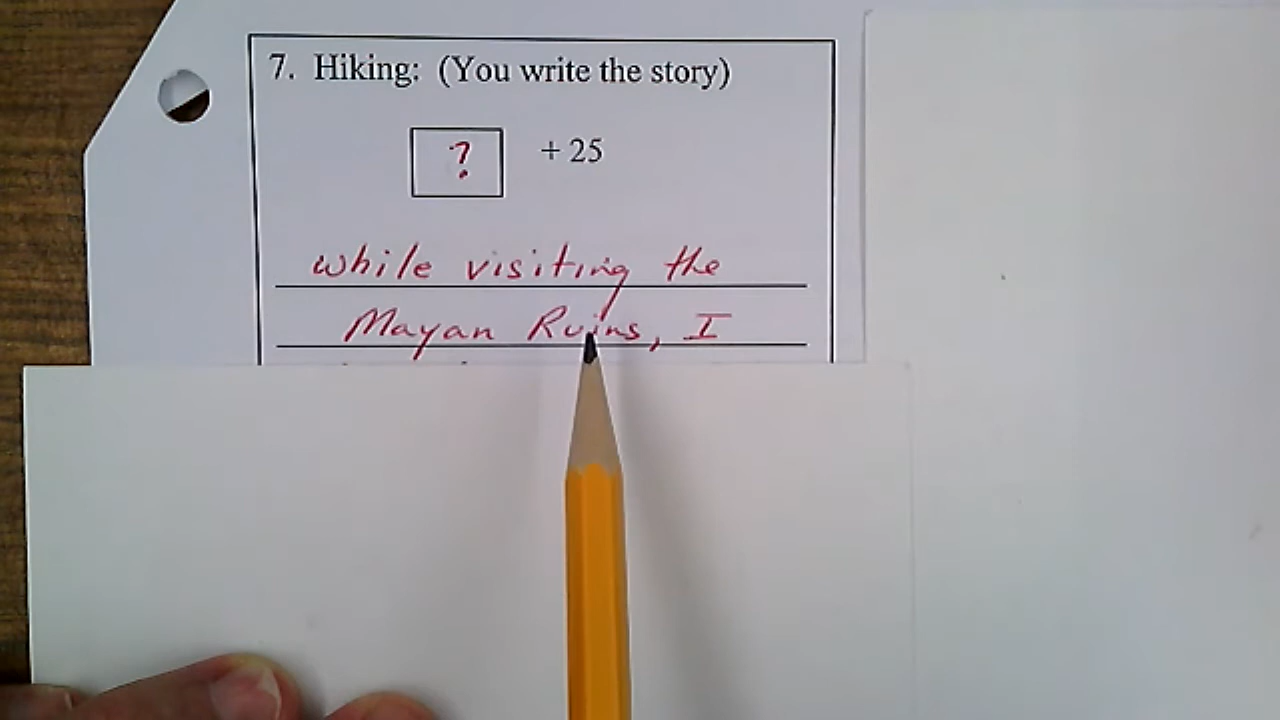 7. Hiking: (You write the story)
? + 25
while visiting the
Mayan Ruins, I